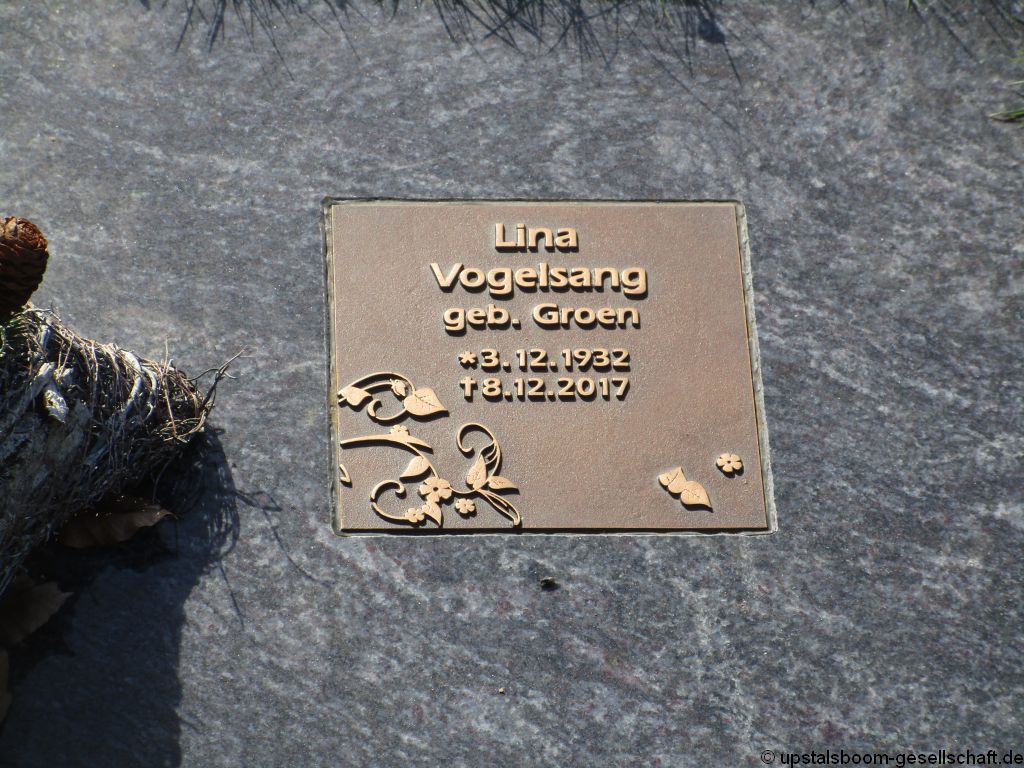 Lina
Vogelsang
geb. Groen
*3.12.1932
†8.12.2017
© upstalsboom-gesellschaft.de